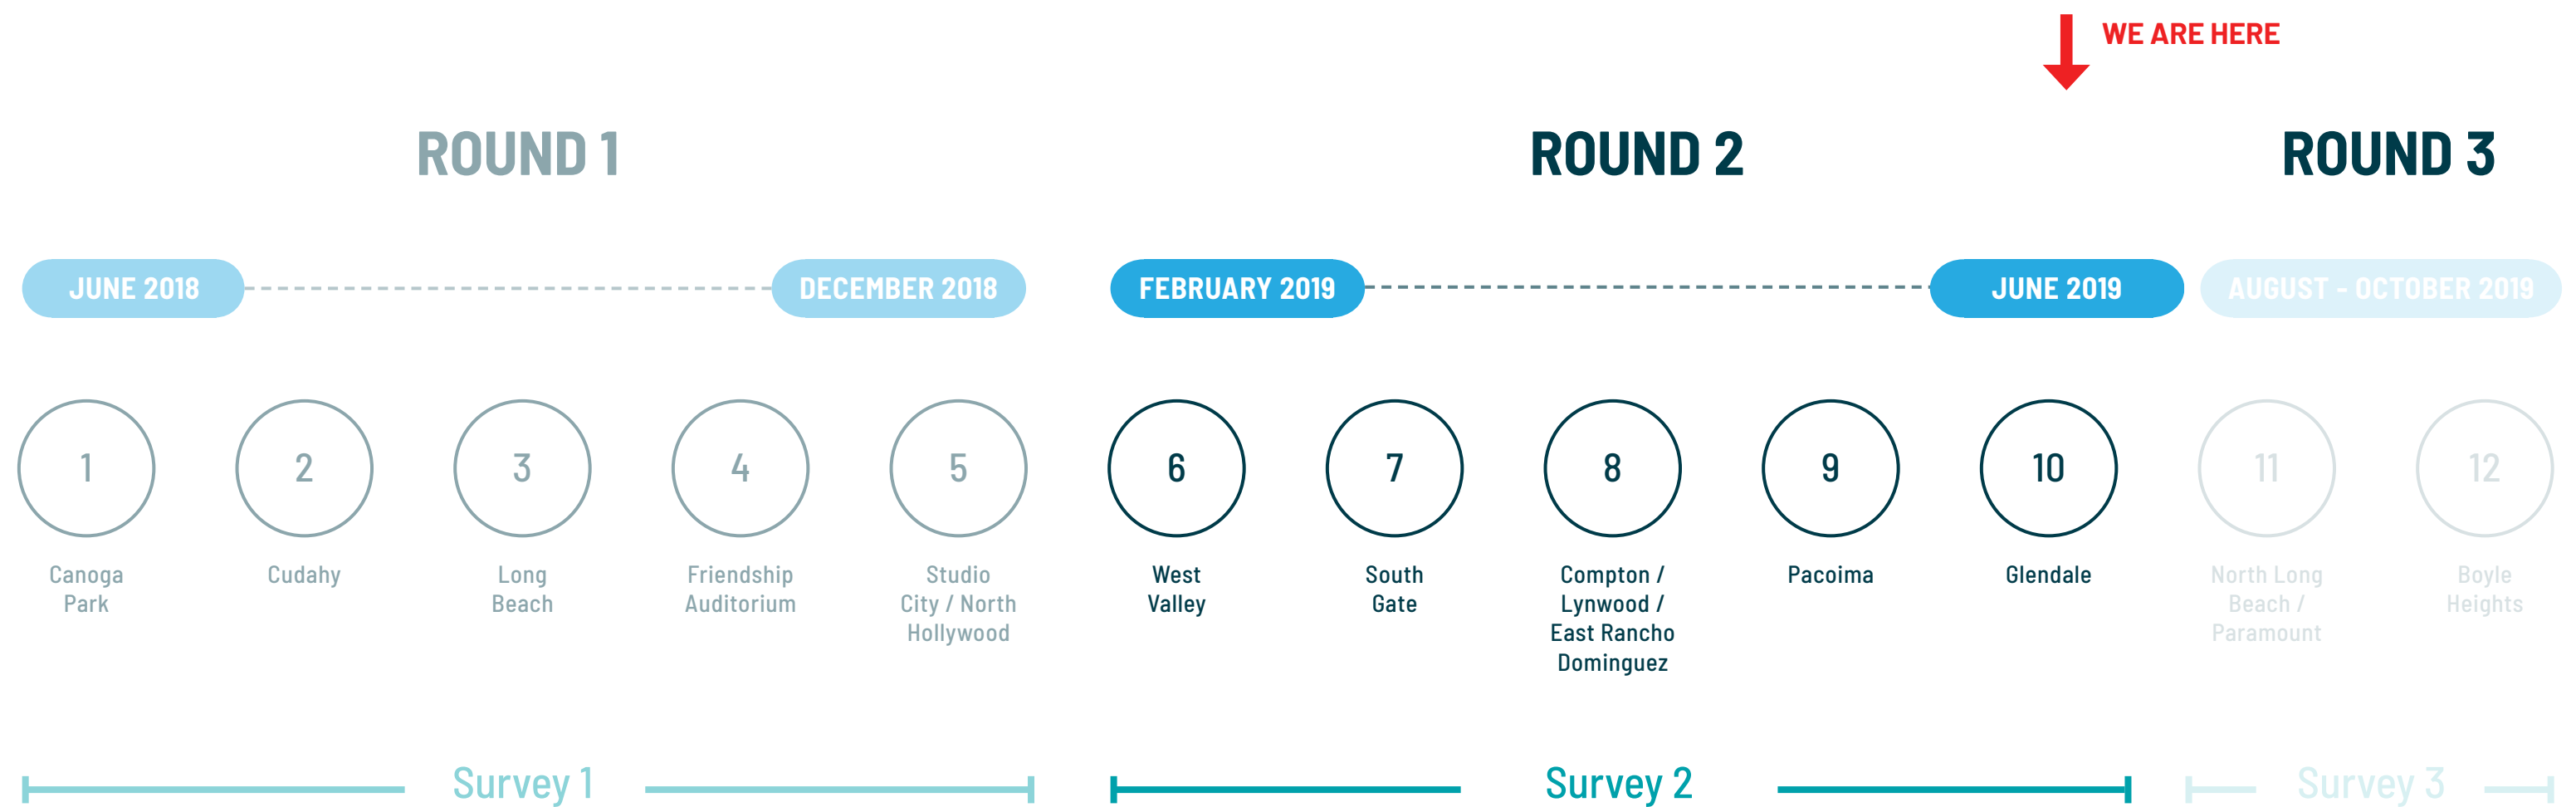 WE ARE HERE
ROUND 1
ROUND 2
ROUND 3
JUNE 2018
DECEMBER 2018
FEBRUARY 2019
JUNE 2019
AUGUST - OCTOBER 2019
1
2
3
4
5
6
7
8
9
10
11
12
Canoga
Park
Cudahy
Long
Beach
Friendship
Auditorium
Studio
City / North
Hollywood
West
Valley
South
Gate
Compton /
Lynwood /
East Rancho
Dominguez
Pacoima
Glendale
North Long
Beach /
Paramount
Boyle
Heights
Survey 1
Survey 2
Survey 3